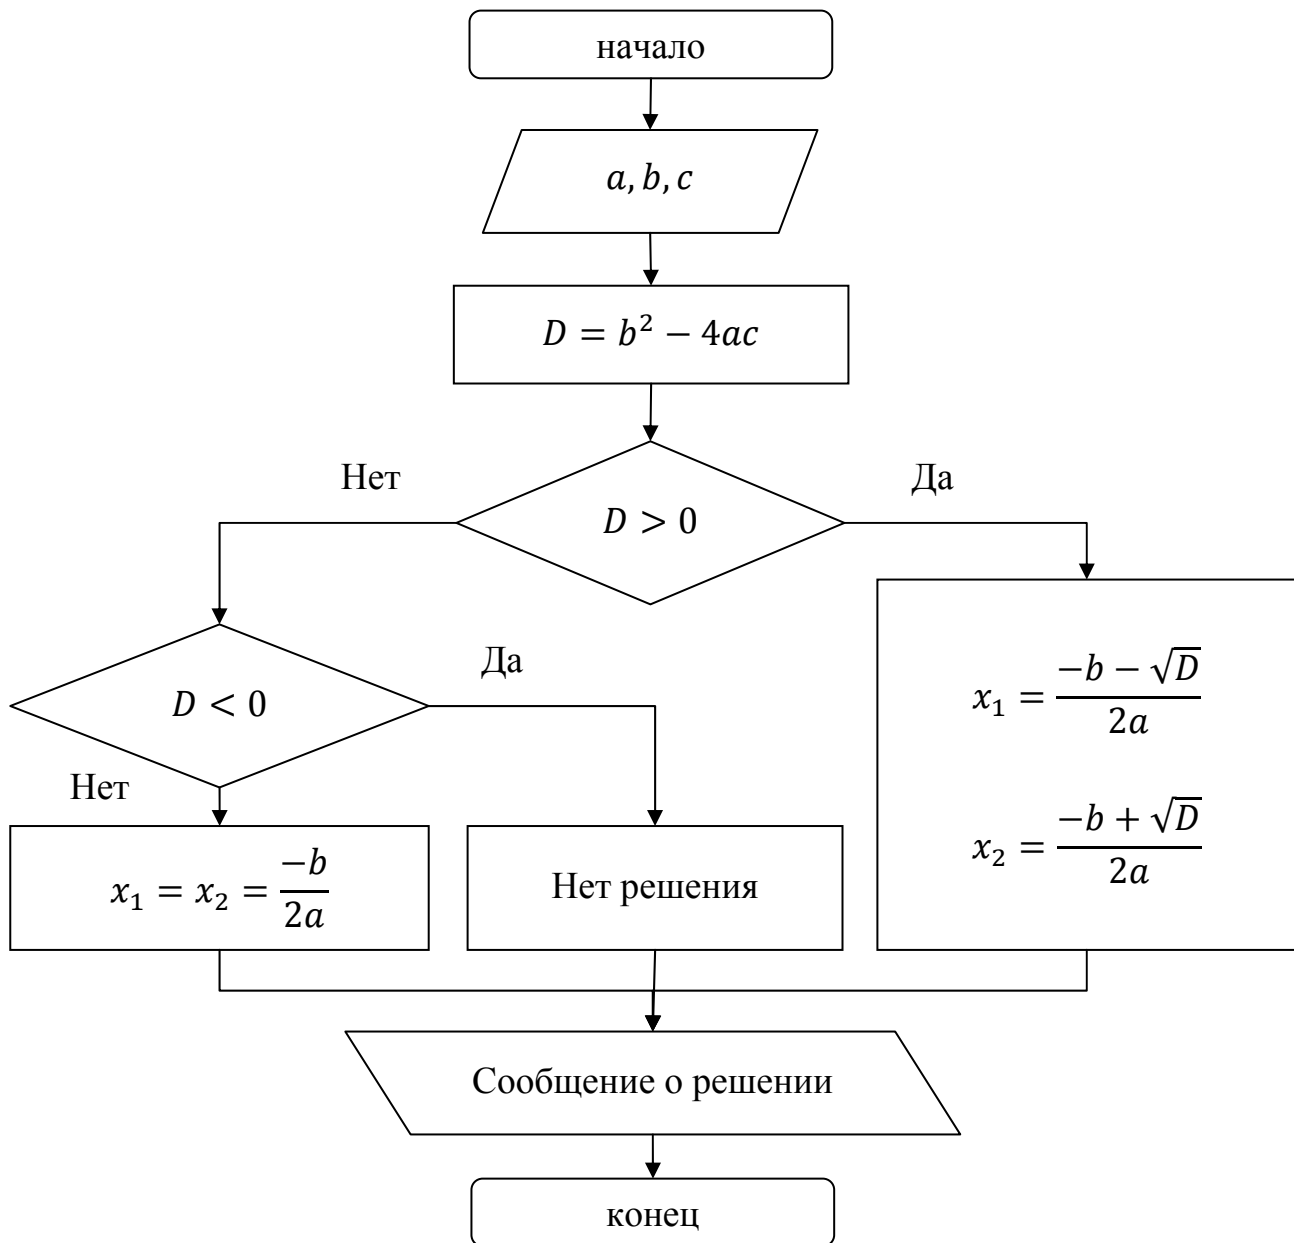 начало
a, b, c
D = b² − 4ac
Нет
Да
D > 0
Да
D < 0
Нет
x₁ = x₂ = −b / 2a
Нет решения
x₁ = (−b − √D) / 2a
x₂ = (−b + √D) / 2a
Сообщение о решении
конец